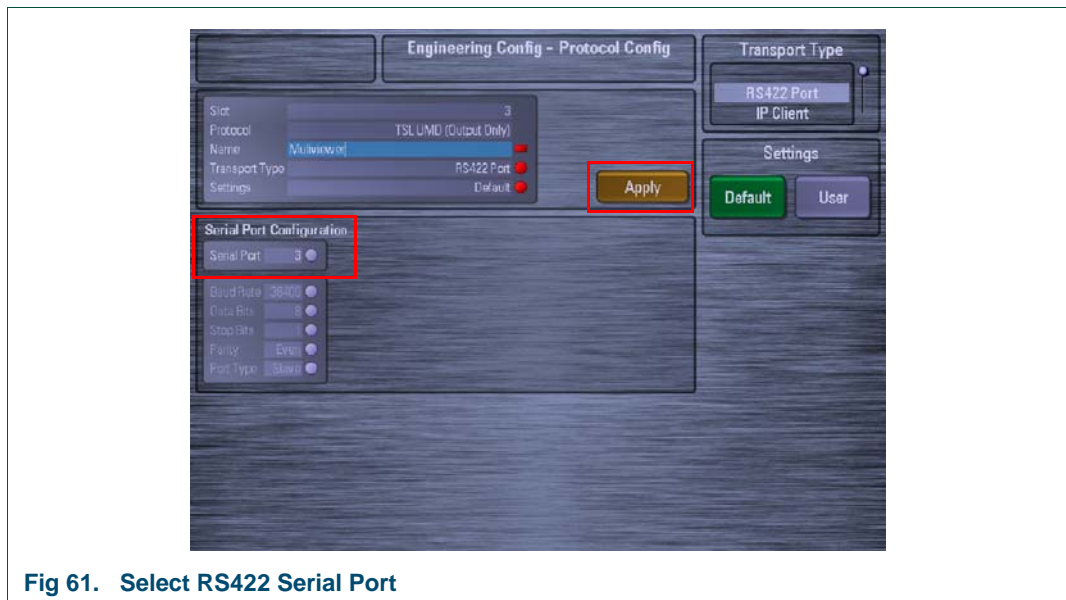 Engineering Config - Protocol Config
Slot 3
Protocol TSL UMD (Output Only)
Name Multiviewer
Transport Type RS422 Port
Settings Default
Apply
Transport Type
RS422 Port
IP Client
Settings
Default User
Serial Port Configuration
Serial Port 3
Baud Rate 38400
Data Bits 8
Stop Bits 1
Parity Even
Port Type Slave
Fig 61. Select RS422 Serial Port